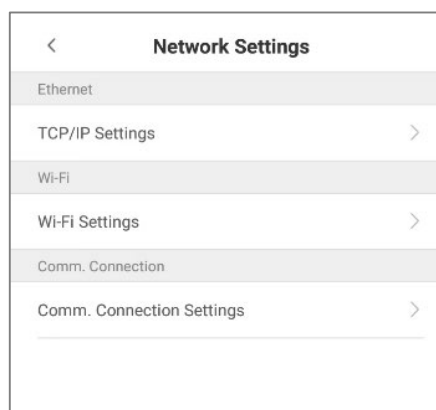 Network Settings
Ethernet
TCP/IP Settings
Wi-Fi
Wi-Fi Settings
Comm. Connection
Comm. Connection Settings